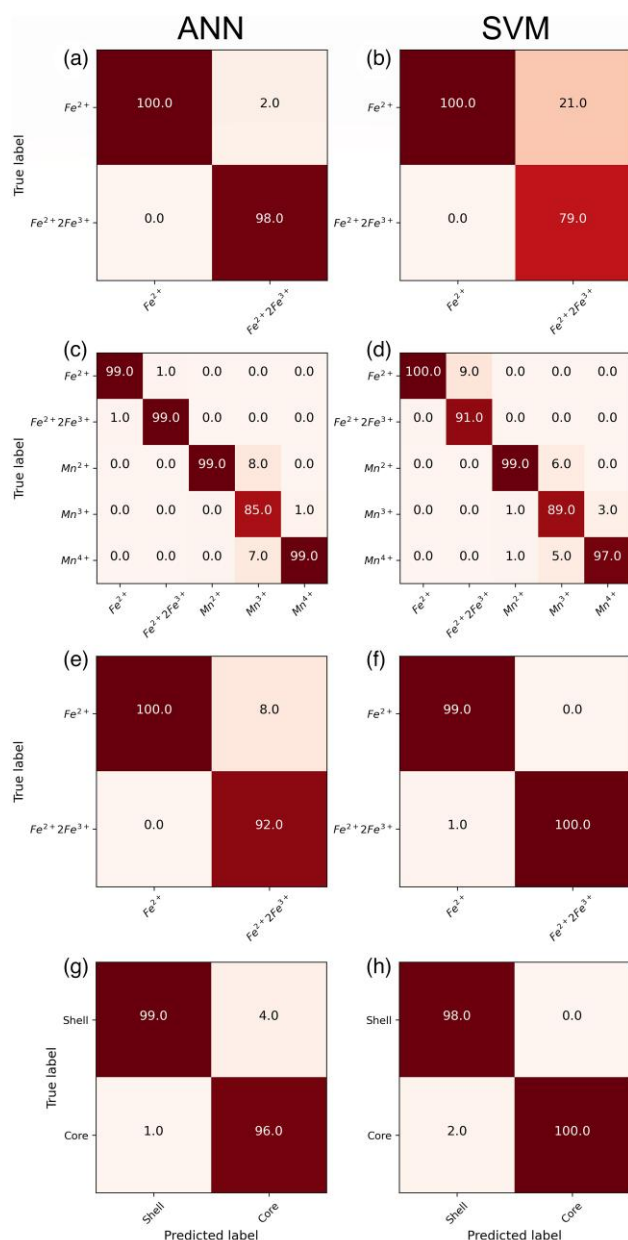 ANN SVM
(a) (b)
Fe²⁺ 100.0 2.0 Fe²⁺ 100.0 21.0
True label
Fe²⁺2Fe³⁺ 0.0 98.0 Fe²⁺2Fe³⁺ 0.0 79.0
Fe²⁺ Fe²⁺2Fe³⁺ Fe²⁺ Fe²⁺2Fe³⁺
(c) (d)
Fe²⁺ 99.0 1.0 0.0 0.0 0.0 Fe²⁺ 100.0 9.0 0.0 0.0 0.0
Fe²⁺2Fe³⁺ 1.0 99.0 0.0 0.0 0.0 Fe²⁺2Fe³⁺ 0.0 91.0 0.0 0.0 0.0
True label
Mn²⁺ 0.0 0.0 99.0 8.0 0.0 Mn²⁺ 0.0 0.0 99.0 6.0 0.0
Mn³⁺ 0.0 0.0 0.0 85.0 1.0 Mn³⁺ 0.0 0.0 1.0 89.0 3.0
Mn⁴⁺ 0.0 0.0 0.0 7.0 99.0 Mn⁴⁺ 0.0 0.0 1.0 5.0 97.0
Fe²⁺ Fe²⁺2Fe³⁺ Mn²⁺ Mn³⁺ Mn⁴⁺ Fe²⁺ Fe²⁺2Fe³⁺ Mn²⁺ Mn³⁺ Mn⁴⁺
(e) (f)
Fe²⁺ 100.0 8.0 Fe²⁺ 99.0 0.0
True label
Fe²⁺2Fe³⁺ 0.0 92.0 Fe²⁺2Fe³⁺ 1.0 100.0
Fe²⁺ Fe²⁺2Fe³⁺ Fe²⁺ Fe²⁺2Fe³⁺
(g) (h)
Shell 99.0 4.0 Shell 98.0 0.0
True label
Core 1.0 96.0 Core 2.0 100.0
Shell Core Shell Core
Predicted label Predicted label